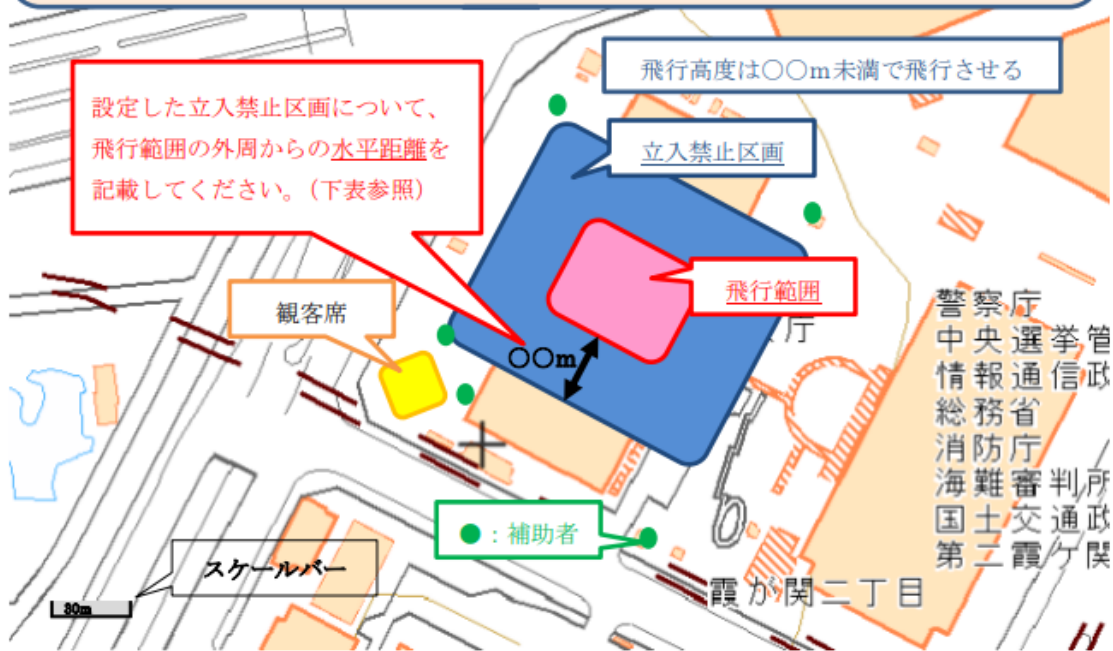 飛行高度は〇〇m未満で飛行させる
設定した立入禁止区画について、
飛行範囲の外周からの水平距離を
記載してください。（下表参照）
立入禁止区画
飛行範囲
観客席
〇〇m
庁
警察庁
中央選挙管
情報通信政
総務省
消防庁
海難審判所
国土交通政
第二霞ヶ関
●：補助者
スケールバー
30m
霞が関二丁目